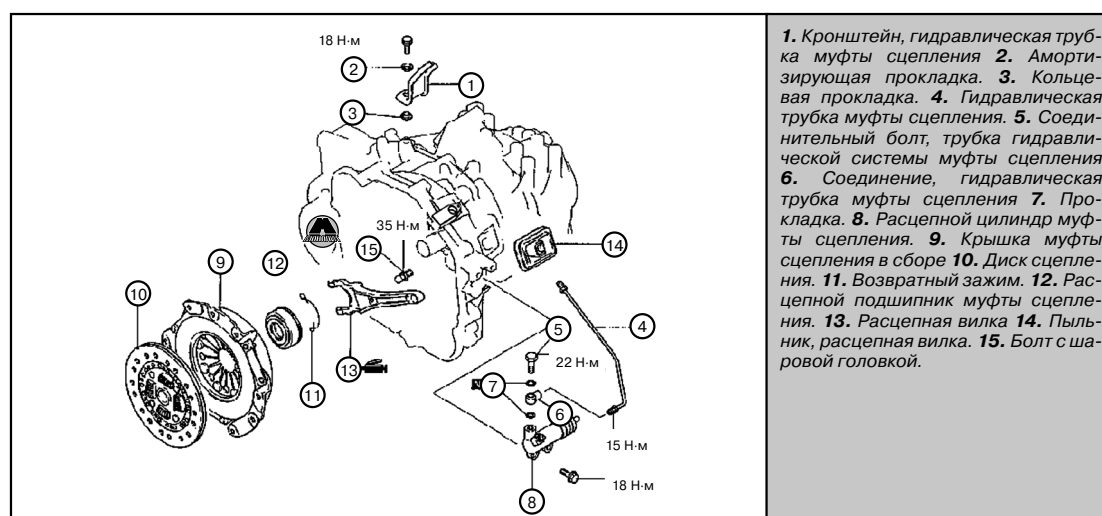 18 Н·м
2
1
3
35 Н·м
15
14
9
12
10
4
5
22 Н·м
13
11
7
6
15 Н·м
18 Н·м
8
1. Кронштейн, гидравлическая труб-
ка муфты сцепления 2. Аморти-
зирующая прокладка. 3. Кольце-
вая прокладка. 4. Гидравлическая
трубка муфты сцепления. 5. Соеди-
нительный болт, трубка гидравли-
ческой системы муфты сцепления
6. Соединение, гидравлическая
трубка муфты сцепления 7. Про-
кладка. 8. Расцепной цилиндр муф-
ты сцепления. 9. Крышка муфты
сцепления в сборе 10. Диск сцепле-
ния. 11. Возвратный зажим. 12. Рас-
цепной подшипник муфты сцепле-
ния. 13. Расцепная вилка 14. Пыль-
ник, расцепная вилка. 15. Болт с ша-
ровой головкой.